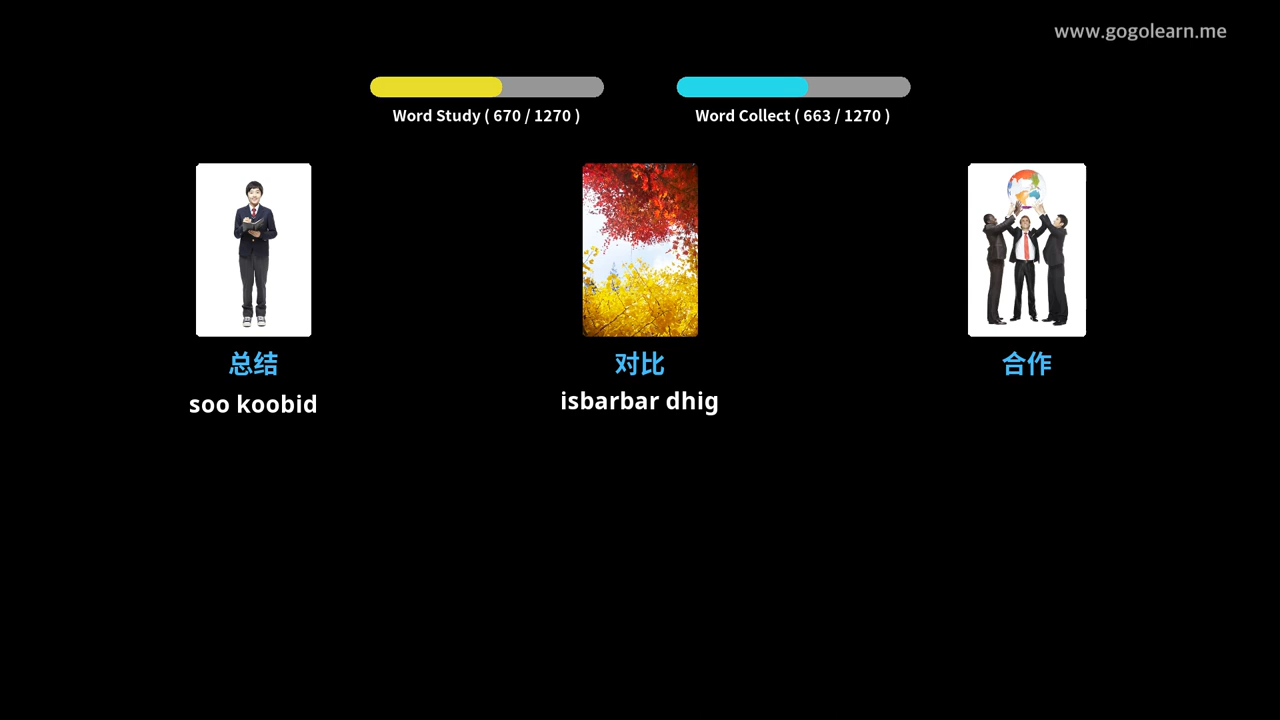 www.gogolearn.me
Word Study ( 670 / 1270 )
Word Collect ( 663 / 1270 )
总结
对比
合作
soo koobid
isbarbar dhig